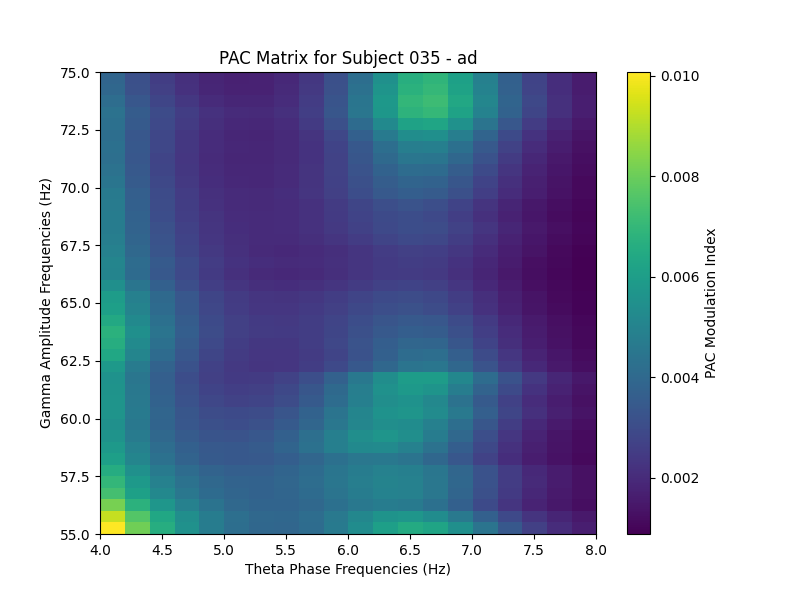 PAC Matrix for Subject 035 - ad
75.0
72.5
70.0
67.5
65.0
62.5
60.0
57.5
55.0
Gamma Amplitude Frequencies (Hz)
4.0 4.5 5.0 5.5 6.0 6.5 7.0 7.5 8.0
Theta Phase Frequencies (Hz)
0.010
0.008
0.006
0.004
0.002
PAC Modulation Index